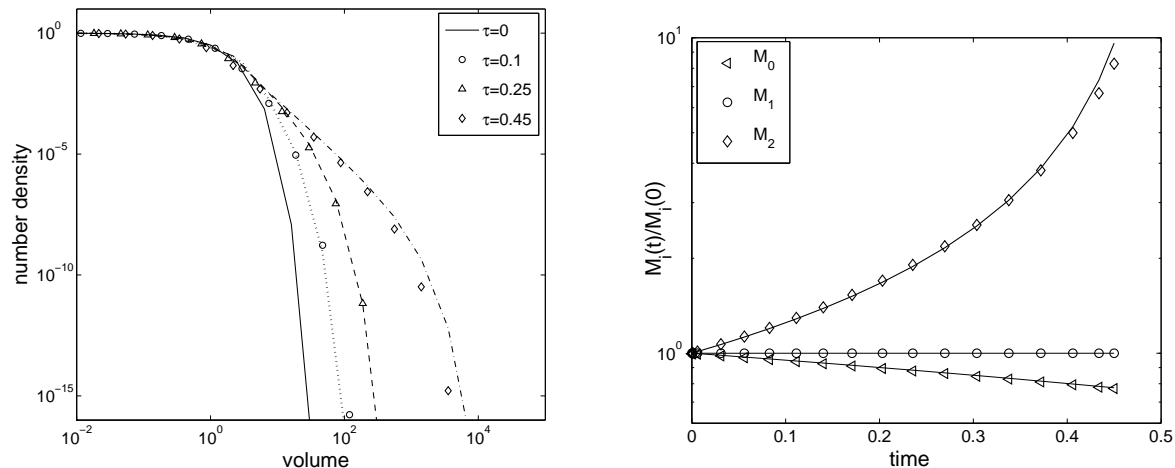 10^0
10^-5
10^-10
10^-15
number density
10^-2
10^0
10^2
10^4
volume
τ=0
τ=0.1
τ=0.25
τ=0.45
10^1
10^0
M_i(t)/M_i(0)
0
0.1
0.2
0.3
0.4
0.5
time
M_0
M_1
M_2